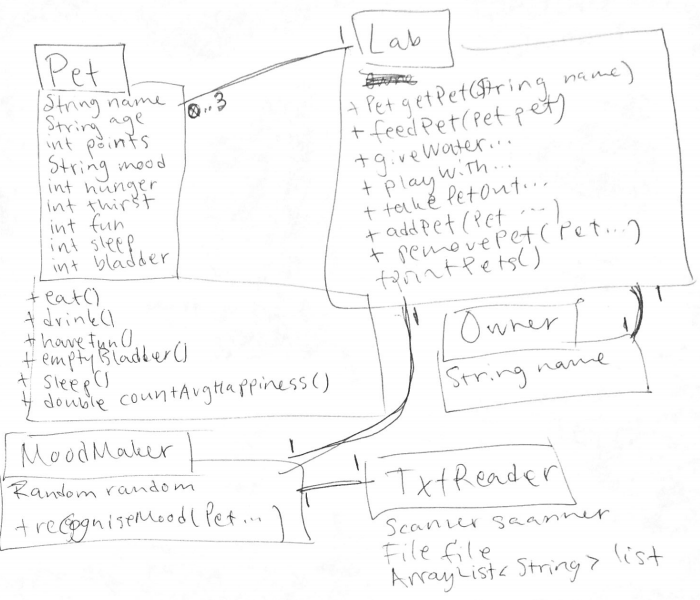 Pet
String name
String age
int points
String mood
int hunger
int thirst
int fun
int sleep
int bladder
+ eat()
+ drink()
+ haveFun()
+ emptyBladder()
+ sleep()
+ double countAvgHappiness()
0..3
1
Lab
+ Pet getPet(String name)
+ feedPet(Pet pet)
+ giveWater...
+ playWith...
+ takePetOut...
+ addPet(Pet ...)
+ removePet(Pet...)
+printPets()
1
1
Owner
1
String name
MoodMaker
1
Random random
+recogniseMood(Pet...)
1
1
TxtReader
Scanner scanner
File file
ArrayList<String> list